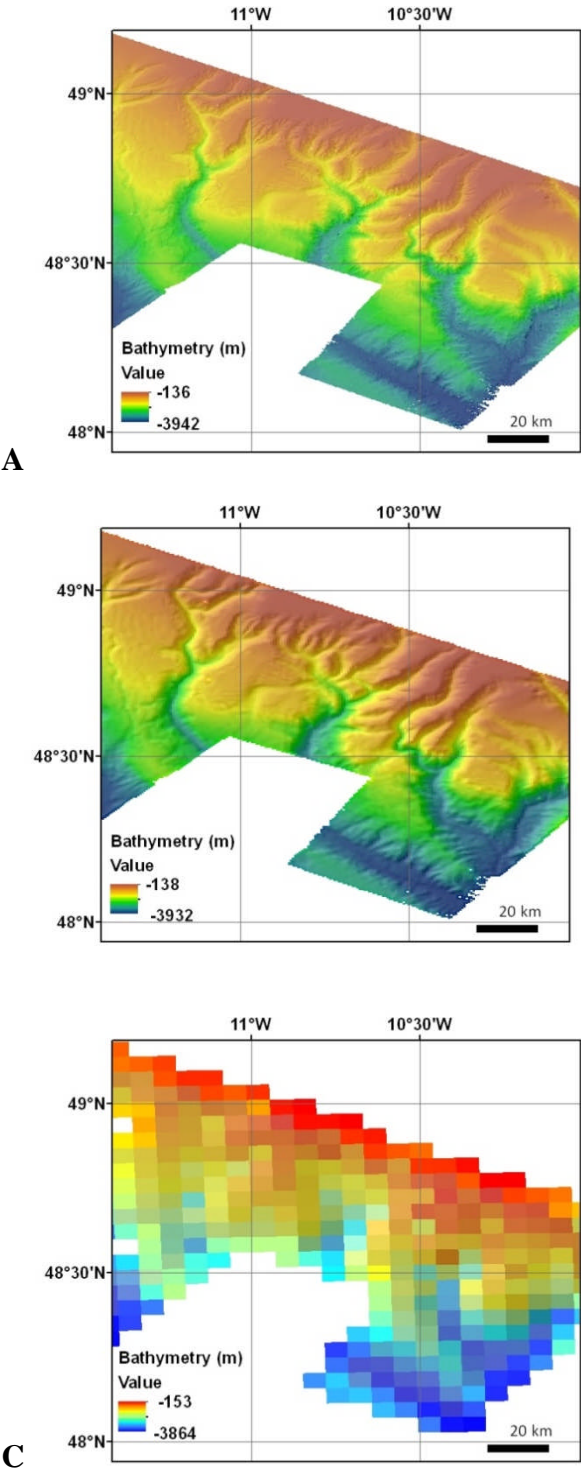 11°W 10°30'W
49°N
48°30'N
Bathymetry (m)
Value
-136
-3942
20 km
48°N
A
11°W 10°30'W
49°N
48°30'N
Bathymetry (m)
Value
-138
-3932
20 km
48°N
11°W 10°30'W
49°N
48°30'N
Bathymetry (m)
Value
-153
-3864
20 km
48°N
C